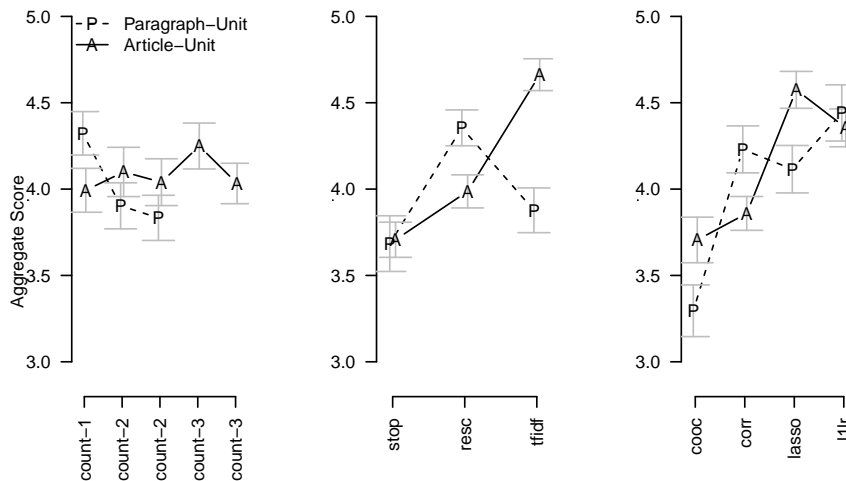 P Paragraph−Unit
A Article−Unit
Aggregate Score
5.0
4.5
4.0
3.5
3.0
P
A
P
A
P
A
A
A
count−1
count−2
count−2
count−3
count−3
5.0
4.5
4.0
3.5
3.0
P
A
P
A
P
A
stop
resc
tfidf
5.0
4.5
4.0
3.5
3.0
P
A
P
A
P
A
P
A
cooc
corr
lasso
l1lr